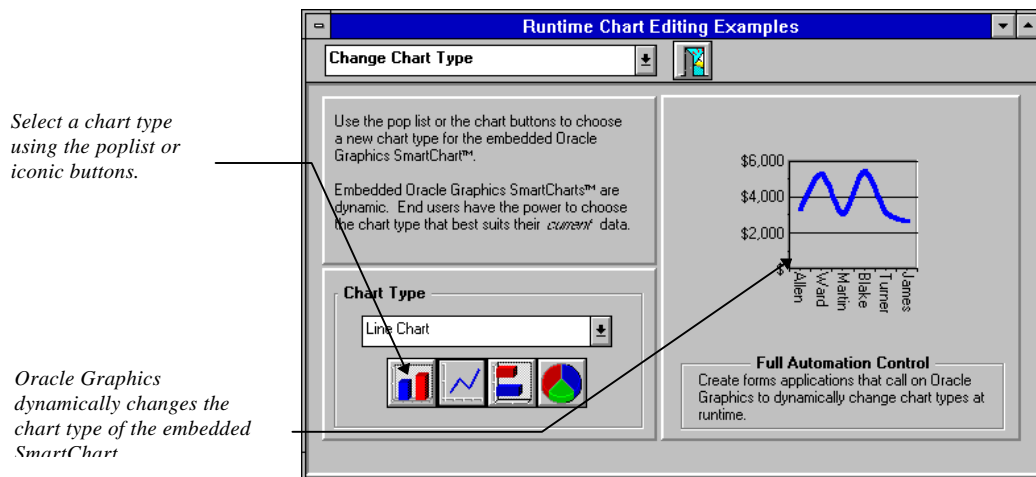 Runtime Chart Editing Examples
Change Chart Type
Select a chart type
using the poplist or
iconic buttons.
Use the pop list or the chart buttons to choose
a new chart type for the embedded Oracle
Graphics SmartChart™.
Embedded Oracle Graphics SmartCharts™ are
dynamic. End users have the power to choose
the chart type that best suits their current data.
$6,000
$4,000
$2,000
$
Allen
Ward
Martin
Blake
Turner
James
Chart Type
Line Chart
Full Automation Control
Create forms applications that call on Oracle
Graphics to dynamically change chart types at
runtime.
Oracle Graphics
dynamically changes the
chart type of the embedded
SmartChart